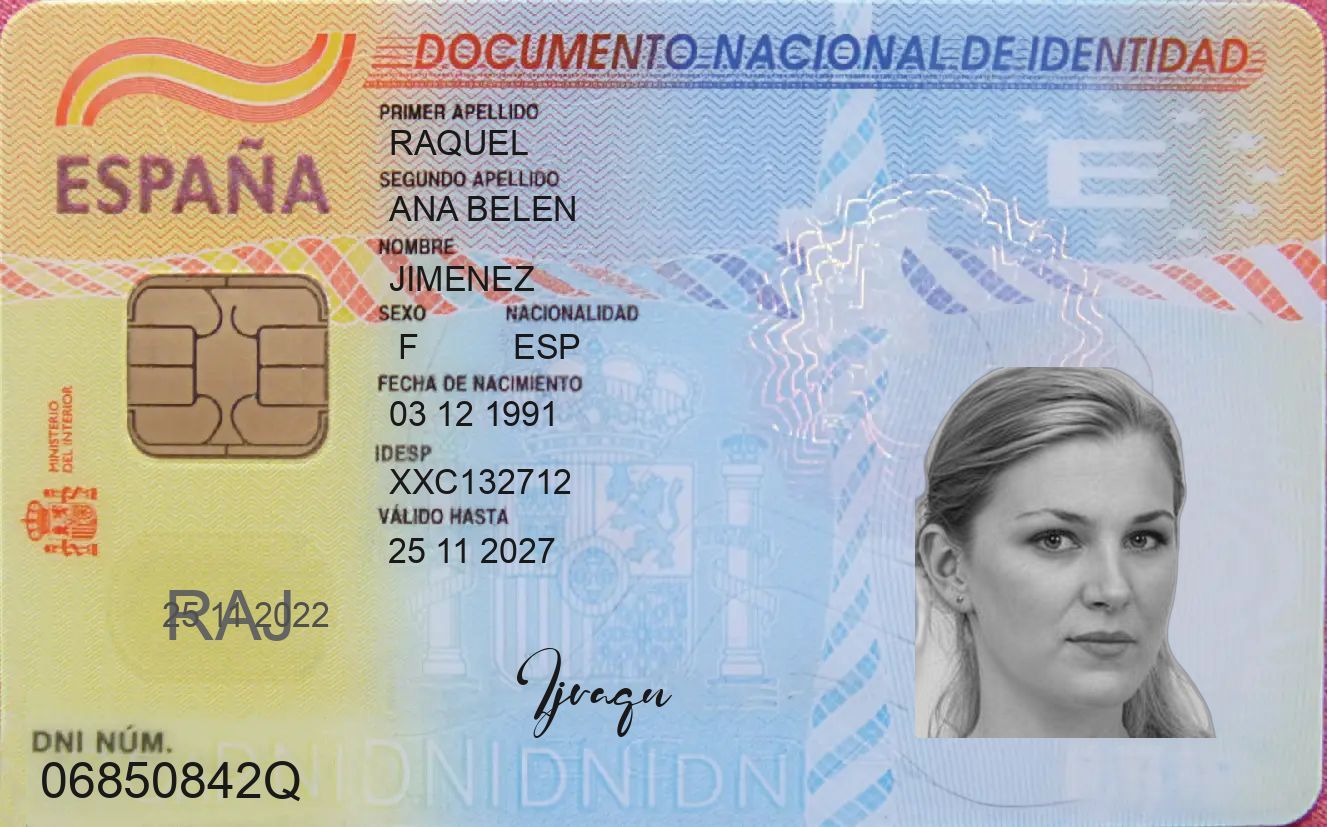 DOCUMENTO NACIONAL DE IDENTIDAD
ESPAÑA
PRIMER APELLIDO
RAQUEL
SEGUNDO APELLIDO
ANA BELEN
NOMBRE
JIMENEZ
SEXO NACIONALIDAD
F ESP
FECHA DE NACIMIENTO
03 12 1991
IDESP
XXC132712
VÁLIDO HASTA
25 11 2027
MINISTERIO
DEL INTERIOR
RAJ
25 11 2022
DNI NÚM.
06850842Q
DNIDNIDNIDNI
E